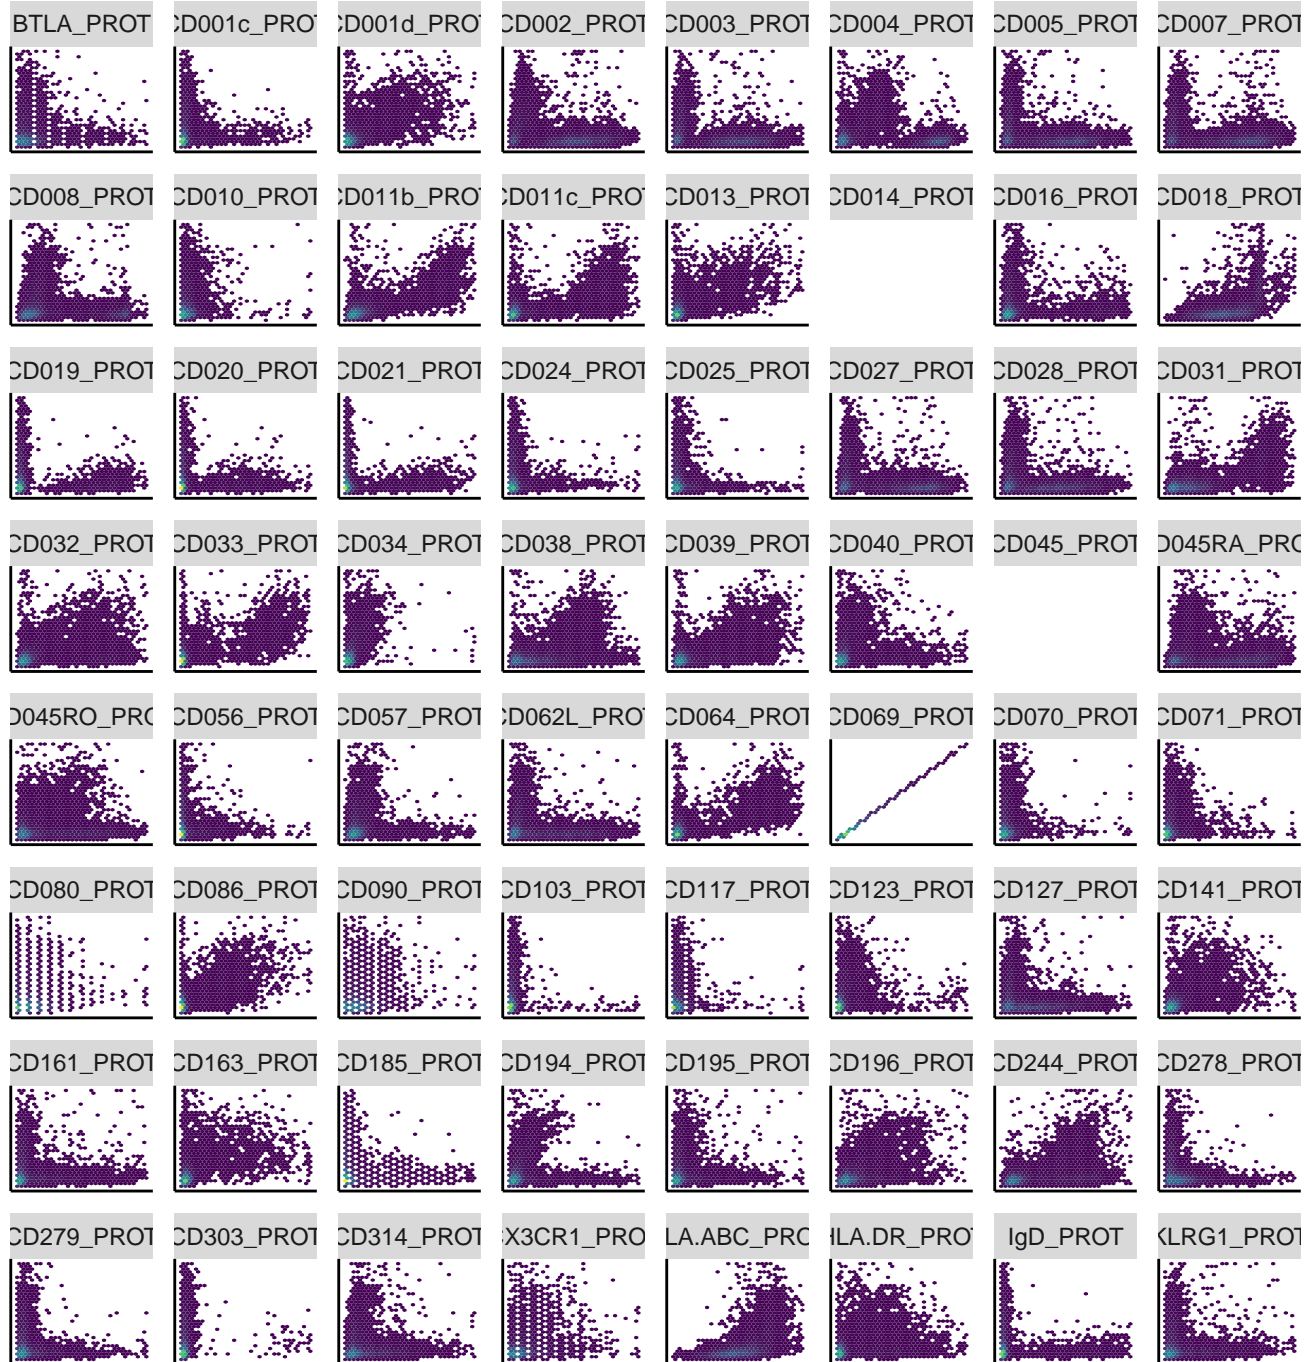 BTLA_PROT CD001c_PROT CD001d_PROT CD002_PROT CD003_PROT CD004_PROT CD005_PROT CD007_PROT
CD008_PROT CD010_PROT CD011b_PROT CD011c_PROT CD013_PROT CD014_PROT CD016_PROT CD018_PROT
CD019_PROT CD020_PROT CD021_PROT CD024_PROT CD025_PROT CD027_PROT CD028_PROT CD031_PROT
CD032_PROT CD033_PROT CD034_PROT CD038_PROT CD039_PROT CD040_PROT CD045_PROT D045RA_PRO
D045RO_PRO CD056_PROT CD057_PROT CD062L_PROT CD064_PROT CD069_PROT CD070_PROT CD071_PROT
CD080_PROT CD086_PROT CD090_PROT CD103_PROT CD117_PROT CD123_PROT CD127_PROT CD141_PROT
CD161_PROT CD163_PROT CD185_PROT CD194_PROT CD195_PROT CD196_PROT CD244_PROT CD278_PROT
CD279_PROT CD303_PROT CD314_PROT CX3CR1_PRO LA.ABC_PRO HLA.DR_PROT IgD_PROT KLRG1_PROT